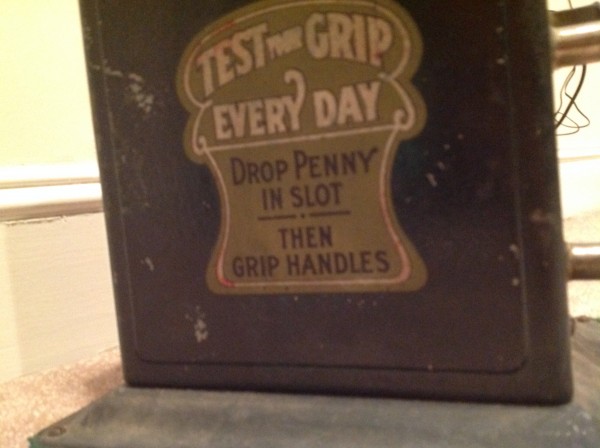 TEST YOUR GRIP
EVERY DAY
DROP PENNY
IN SLOT
THEN
GRIP HANDLES